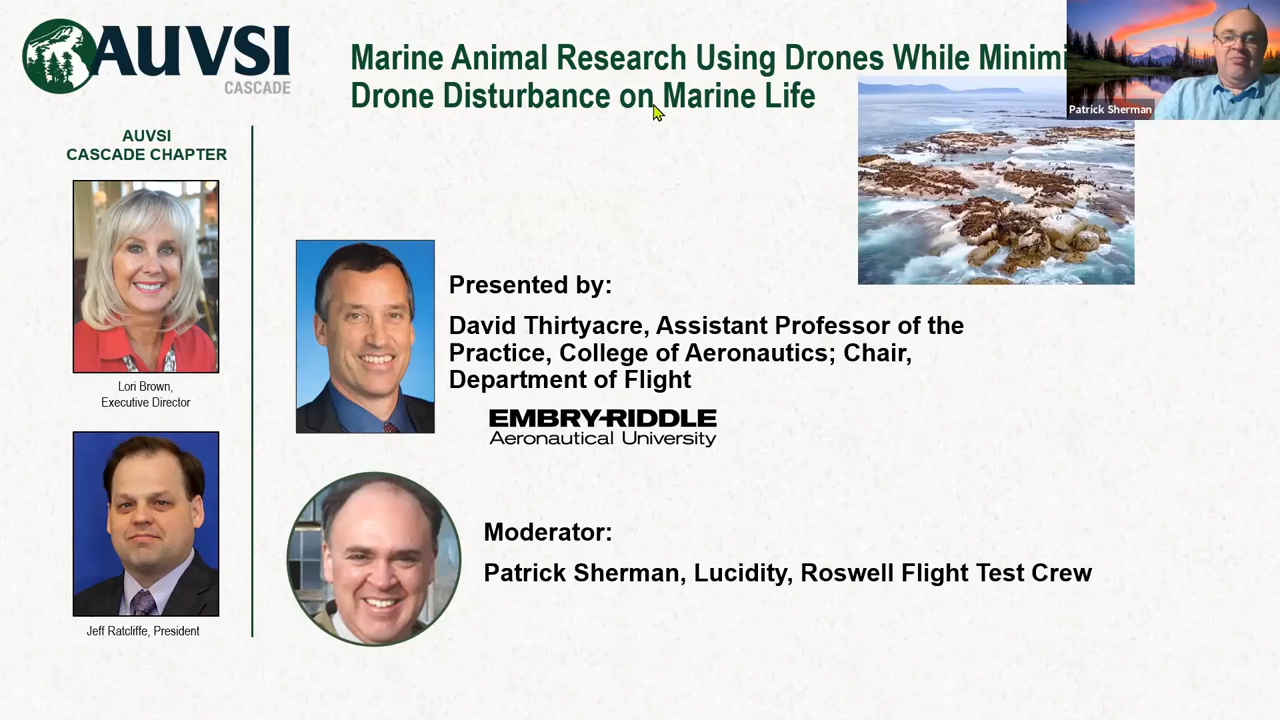 AUVSI
CASCADE
Marine Animal Research Using Drones While Minimi
Drone Disturbance on Marine Life
Patrick Sherman
AUVSI
CASCADE CHAPTER
Lori Brown,
Executive Director
Jeff Ratcliffe, President
Presented by:
David Thirtyacre, Assistant Professor of the
Practice, College of Aeronautics; Chair,
Department of Flight
EMBRY-RIDDLE
Aeronautical University
Moderator:
Patrick Sherman, Lucidity, Roswell Flight Test Crew